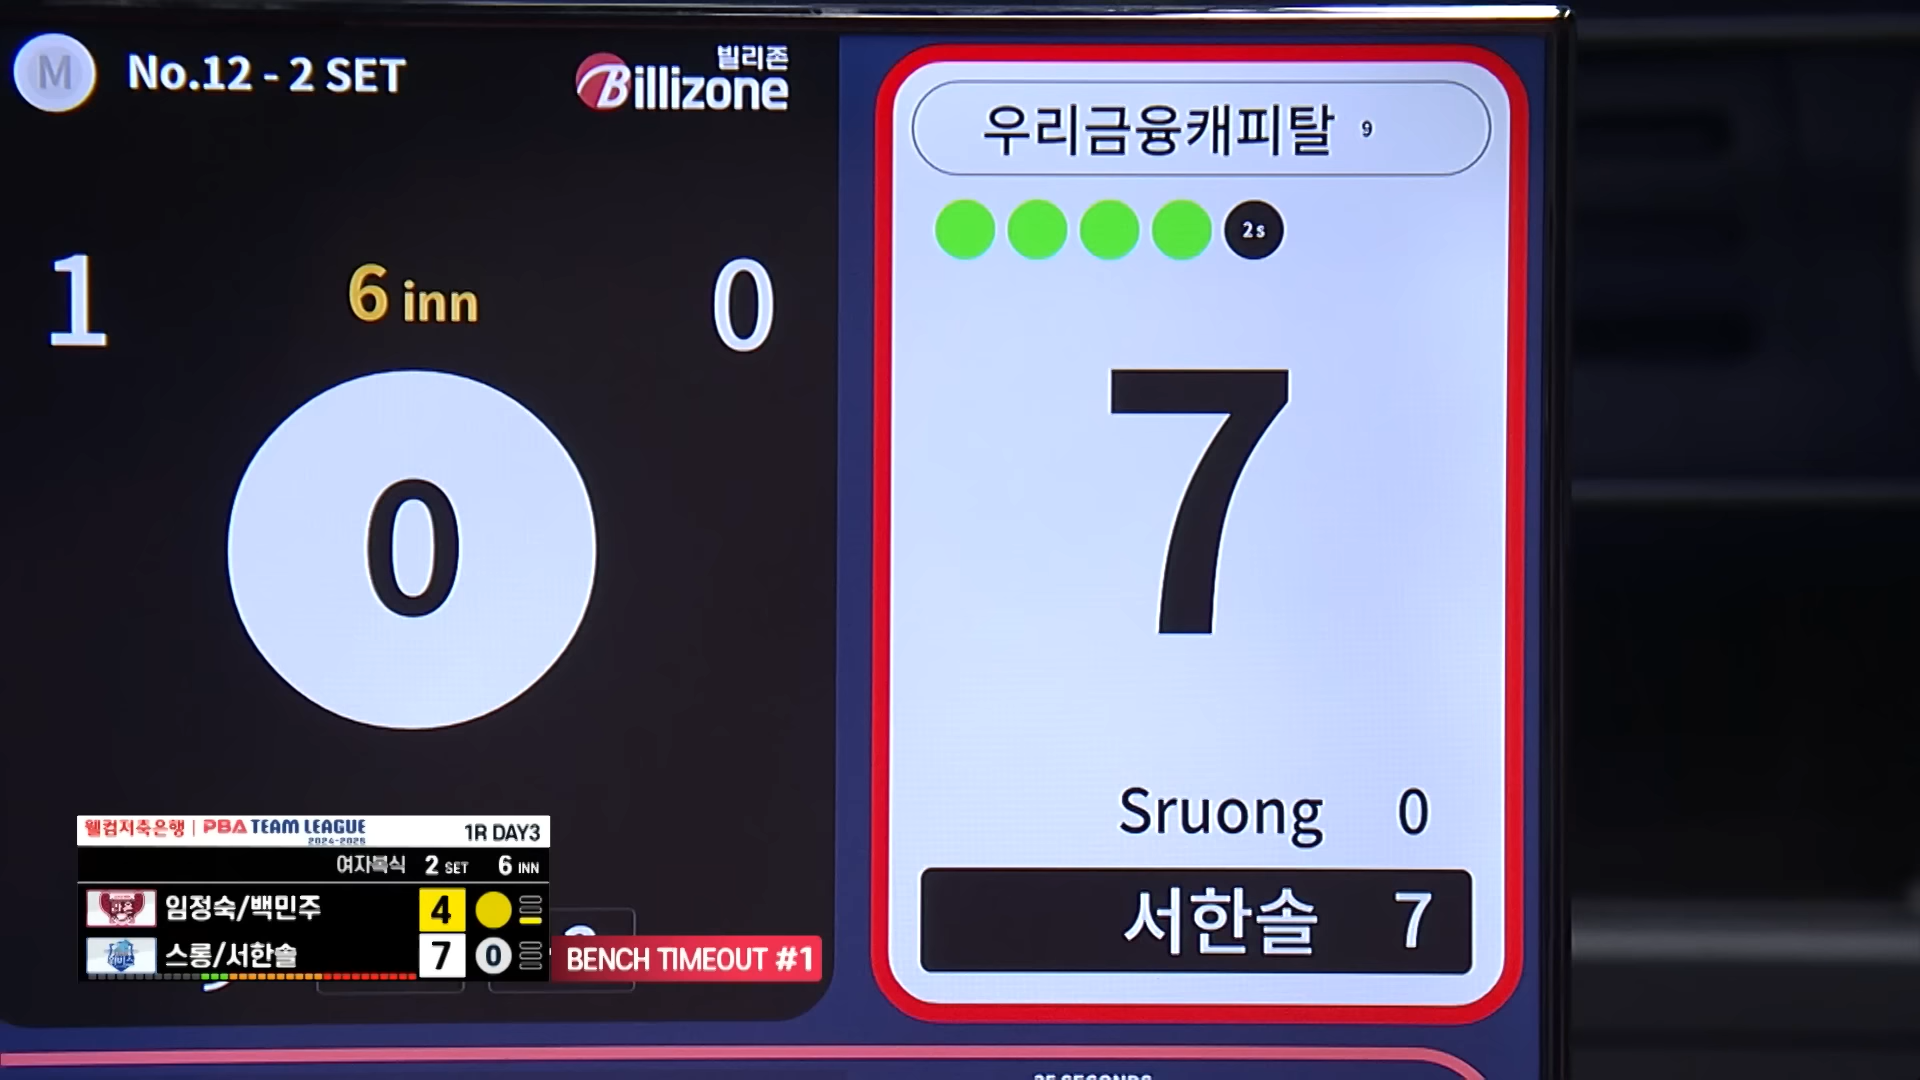 M No.12 - 2 SET
빌리존
Billizone
1 6 inn 0
0
우리금융캐피탈 9
2s
7
Sruong 0
서한솔 7
웰컴저축은행 | PBA TEAM LEAGUE 1R DAY3
2024-2025
여자복식 2 SET 6 INN
임정숙/백민주 4
스롱/서한솔 7 0
BENCH TIMEOUT #1